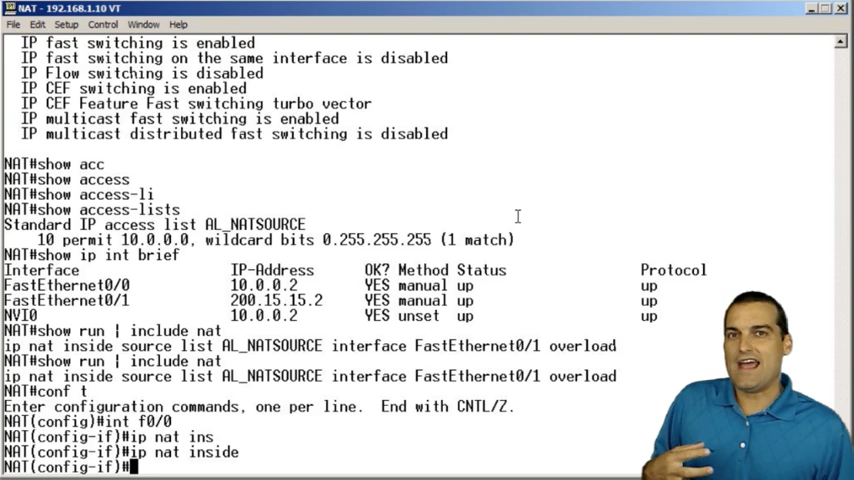 NAT - 192.168.1.10 VT
File Edit Setup Control Window Help
IP fast switching is enabled
IP fast switching on the same interface is disabled
IP Flow switching is disabled
IP CEF switching is enabled
IP CEF Feature Fast switching turbo vector
IP multicast fast switching is enabled
IP multicast distributed fast switching is disabled
NAT#show acc
NAT#show access
NAT#show access-li
NAT#show access-lists
Standard IP access list AL_NATSOURCE
10 permit 10.0.0.0, wildcard bits 0.255.255.255 (1 match)
NAT#show ip int brief
Interface IP-Address OK? Method Status Protocol
FastEthernet0/0 10.0.0.2 YES manual up up
FastEthernet0/1 200.15.15.2 YES manual up up
NVI0 10.0.0.2 YES unset up up
NAT#show run | include nat
ip nat inside source list AL_NATSOURCE interface FastEthernet0/1 overload
NAT#show run | include nat
ip nat inside source list AL_NATSOURCE interface FastEthernet0/1 overload
NAT#conf t
Enter configuration commands, one per line. End with CNTL/Z.
NAT(config)#int f0/0
NAT(config-if)#ip nat ins
NAT(config-if)#ip nat inside
NAT(config-if)#